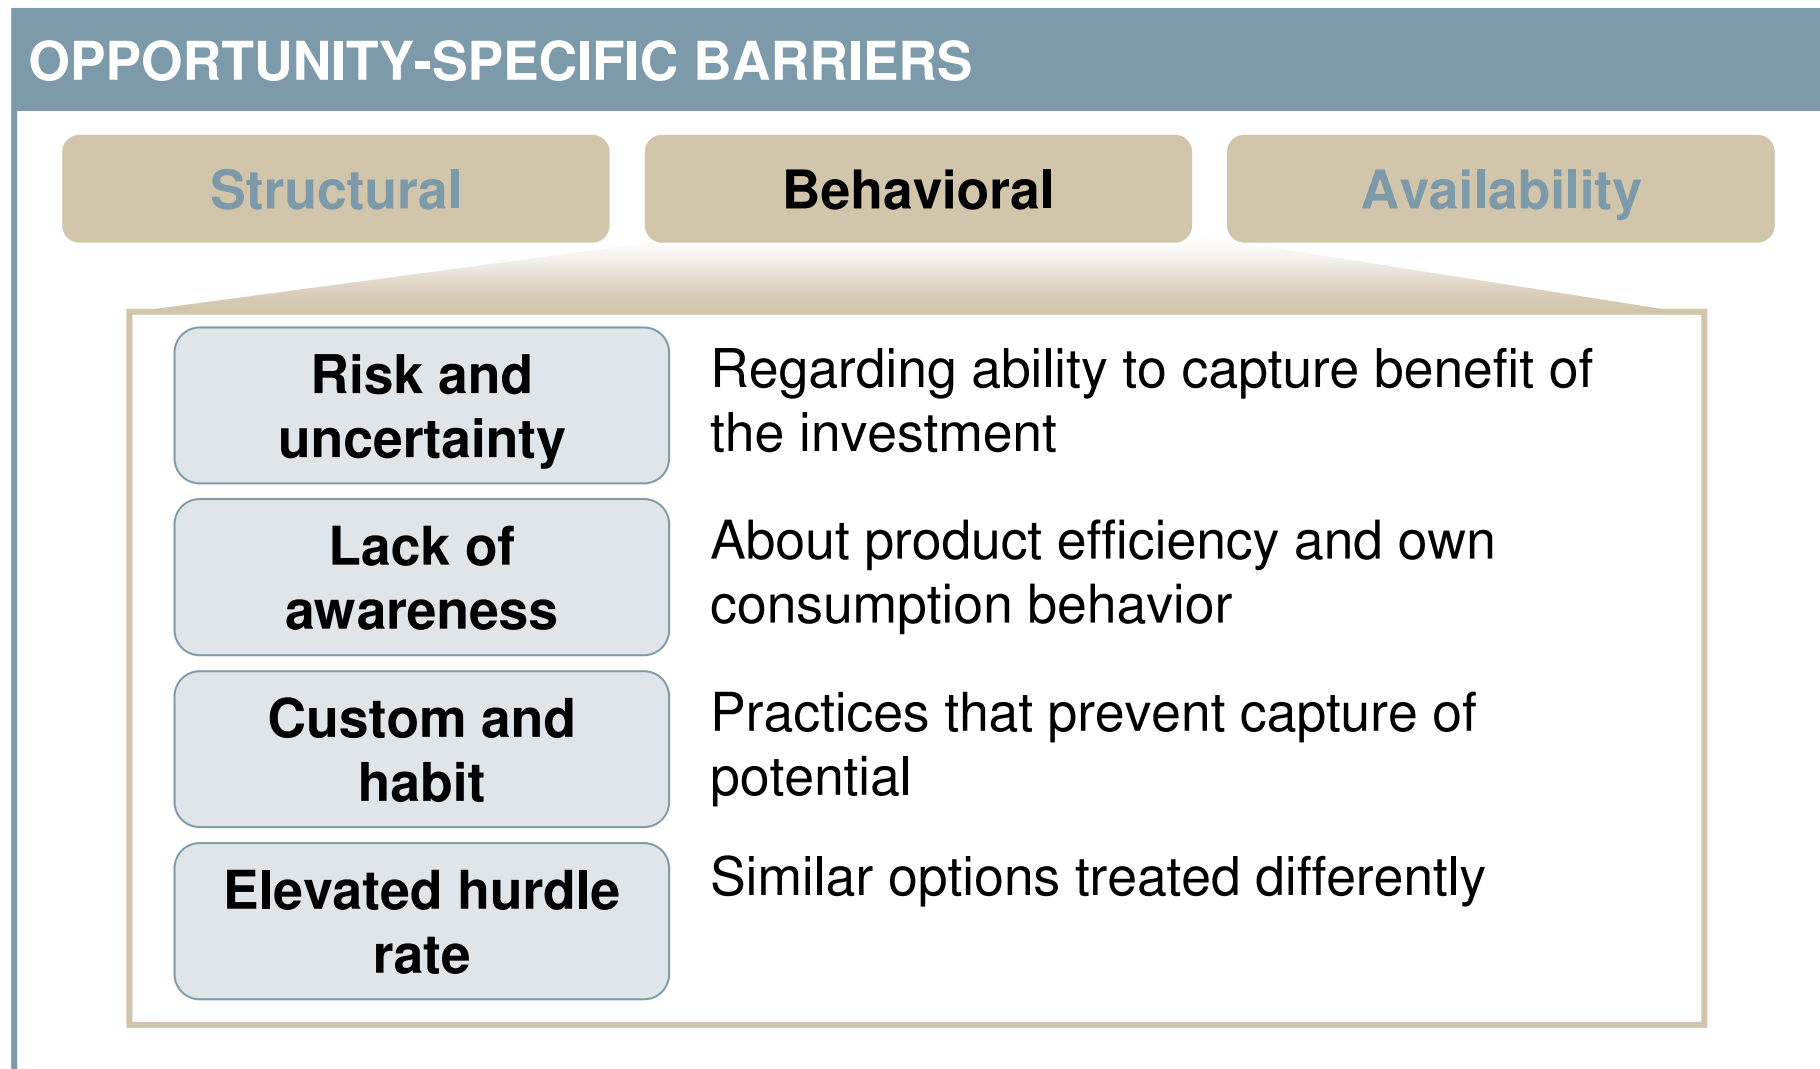 OPPORTUNITY-SPECIFIC BARRIERS
Structural
Behavioral
Availability
Risk and
uncertainty
Regarding ability to capture benefit of
the investment
Lack of
awareness
About product efficiency and own
consumption behavior
Custom and
habit
Practices that prevent capture of
potential
Elevated hurdle
rate
Similar options treated differently